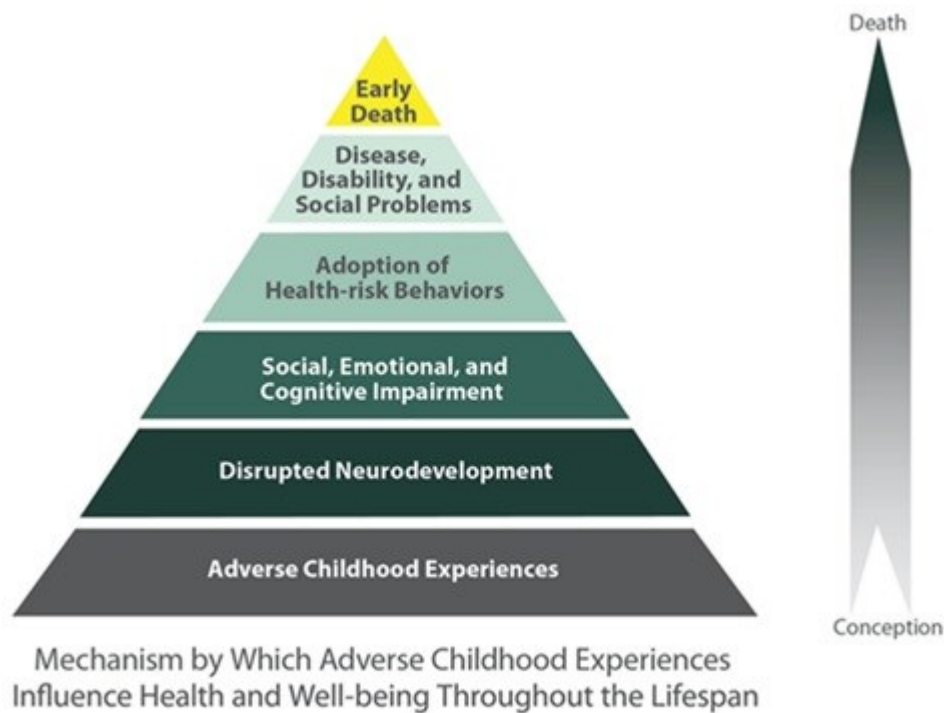 Death
Early
Death
Disease,
Disability, and
Social Problems
Adoption of
Health-risk Behaviors
Social, Emotional, and
Cognitive Impairment
Disrupted Neurodevelopment
Adverse Childhood Experiences
Conception
Mechanism by Which Adverse Childhood Experiences
Influence Health and Well-being Throughout the Lifespan